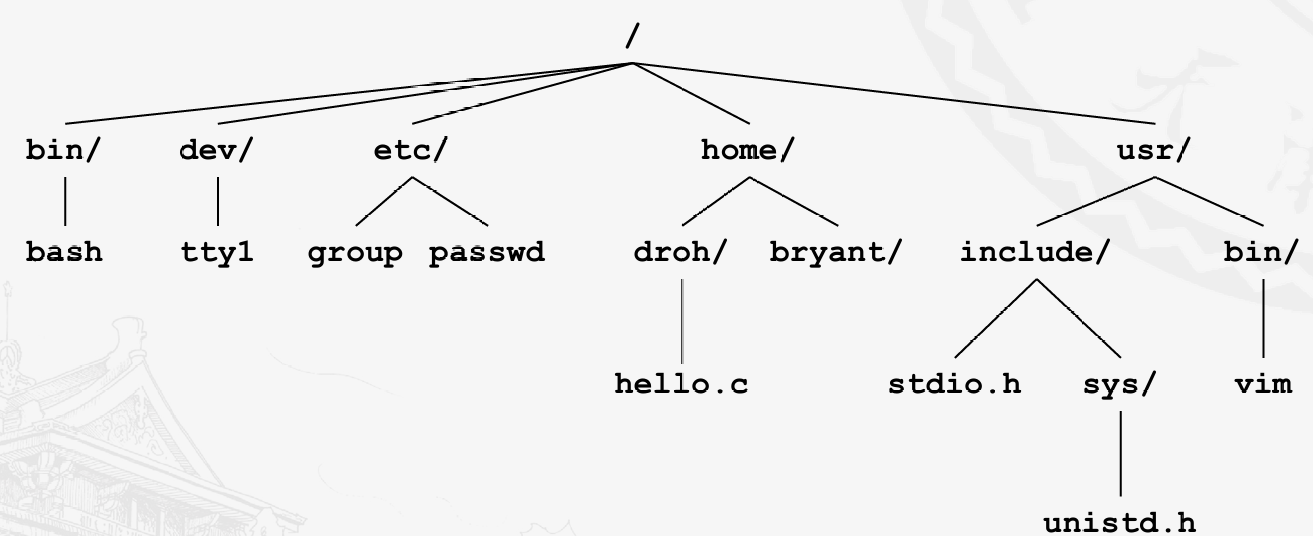 /
bin/ dev/ etc/ home/ usr/
bash tty1 group passwd droh/ bryant/ include/ bin/
hello.c stdio.h sys/ vim
unistd.h